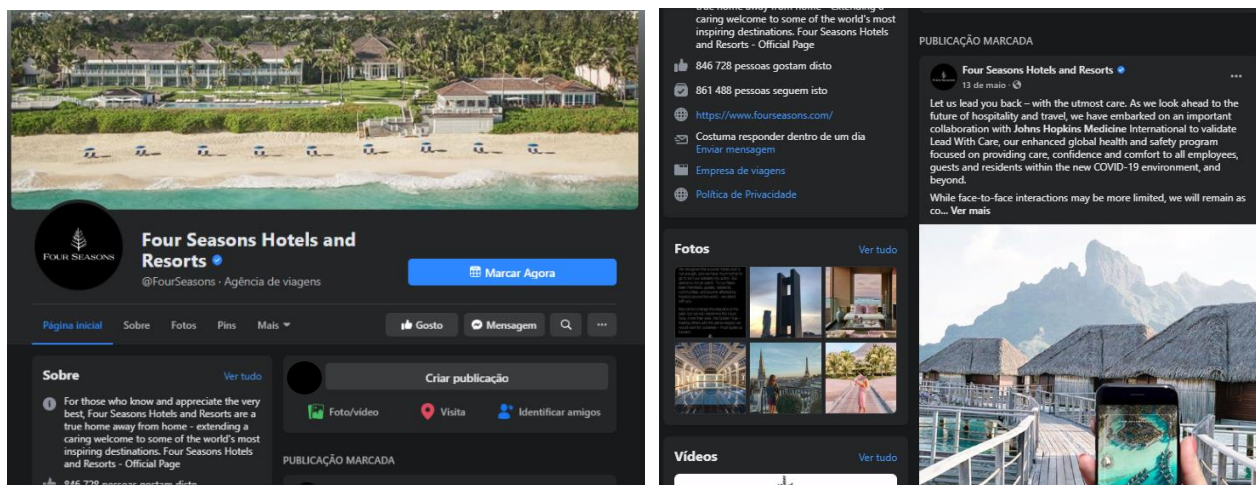 FOUR SEASONS
Four Seasons Hotels and
Resorts
@FourSeasons · Agência de viagens
Marcar Agora
Página inicial
Sobre
Fotos
Pins
Mais
Gosto
Mensagem
Sobre
Ver tudo
For those who know and appreciate the very
best, Four Seasons Hotels and Resorts are a
true home away from home - extending a
caring welcome to some of the world's most
inspiring destinations. Four Seasons Hotels
and Resorts - Official Page
846 728 pessoas gostam disto
Criar publicação
Foto/vídeo
Visita
Identificar amigos
PUBLICAÇÃO MARCADA
true home away from home - extending a
caring welcome to some of the world's most
inspiring destinations. Four Seasons Hotels
and Resorts - Official Page
846 728 pessoas gostam disto
861 488 pessoas seguem isto
https://www.fourseasons.com/
Costuma responder dentro de um dia
Enviar mensagem
Empresa de viagens
Política de Privacidade
Fotos
Ver tudo
Vídeos
Ver tudo
PUBLICAÇÃO MARCADA
Four Seasons Hotels and Resorts
13 de maio ·
Let us lead you back – with the utmost care. As we look ahead to the
future of hospitality and travel, we have embarked on an important
collaboration with Johns Hopkins Medicine International to validate
Lead With Care, our enhanced global health and safety program
focused on providing care, confidence and comfort to all employees,
guests and residents within the new COVID-19 environment, and
beyond.
While face-to-face interactions may be more limited, we will remain as
co... Ver mais